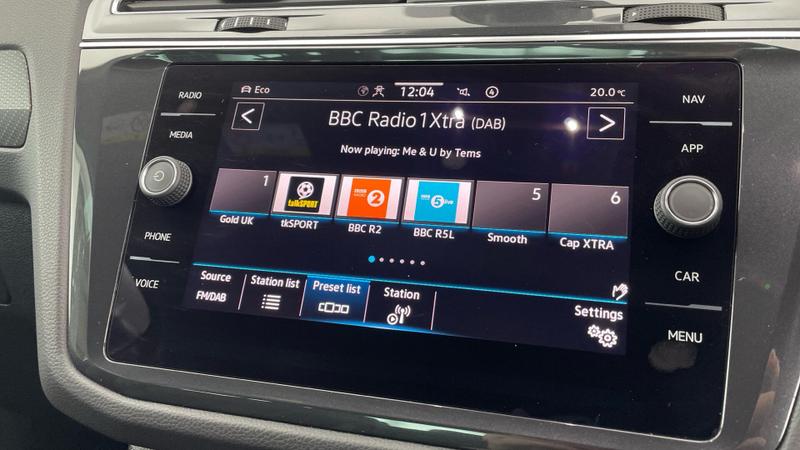 RADIO
MEDIA
PHONE
VOICE
Eco
12:04
4
20.0°C
<
BBC Radio 1Xtra (DAB)
>
Now playing: Me & U by Tems
1
talkSPORT
2
5 live
5
6
Gold UK
tkSPORT
BBC R2
BBC R5L
Smooth
Cap XTRA
Source
FM/DAB
Station list
Preset list
Station
Settings
NAV
APP
CAR
MENU